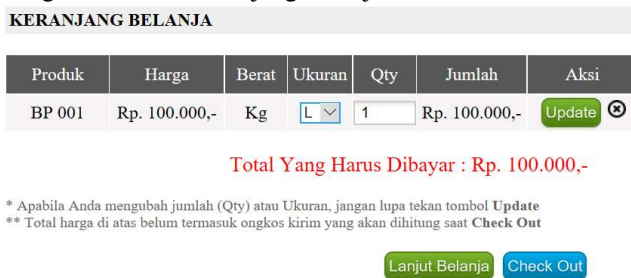 KERANJANG BELANJA
Produk Harga Berat Ukuran Qty Jumlah Aksi
BP 001 Rp. 100.000,- Kg L 1 Rp. 100.000,- Update
Total Yang Harus Dibayar : Rp. 100.000,-
* Apabila Anda mengubah jumlah (Qty) atau Ukuran, jangan lupa tekan tombol Update
** Total harga di atas belum termasuk ongkos kirim yang akan dihitung saat Check Out
Lanjut Belanja Check Out